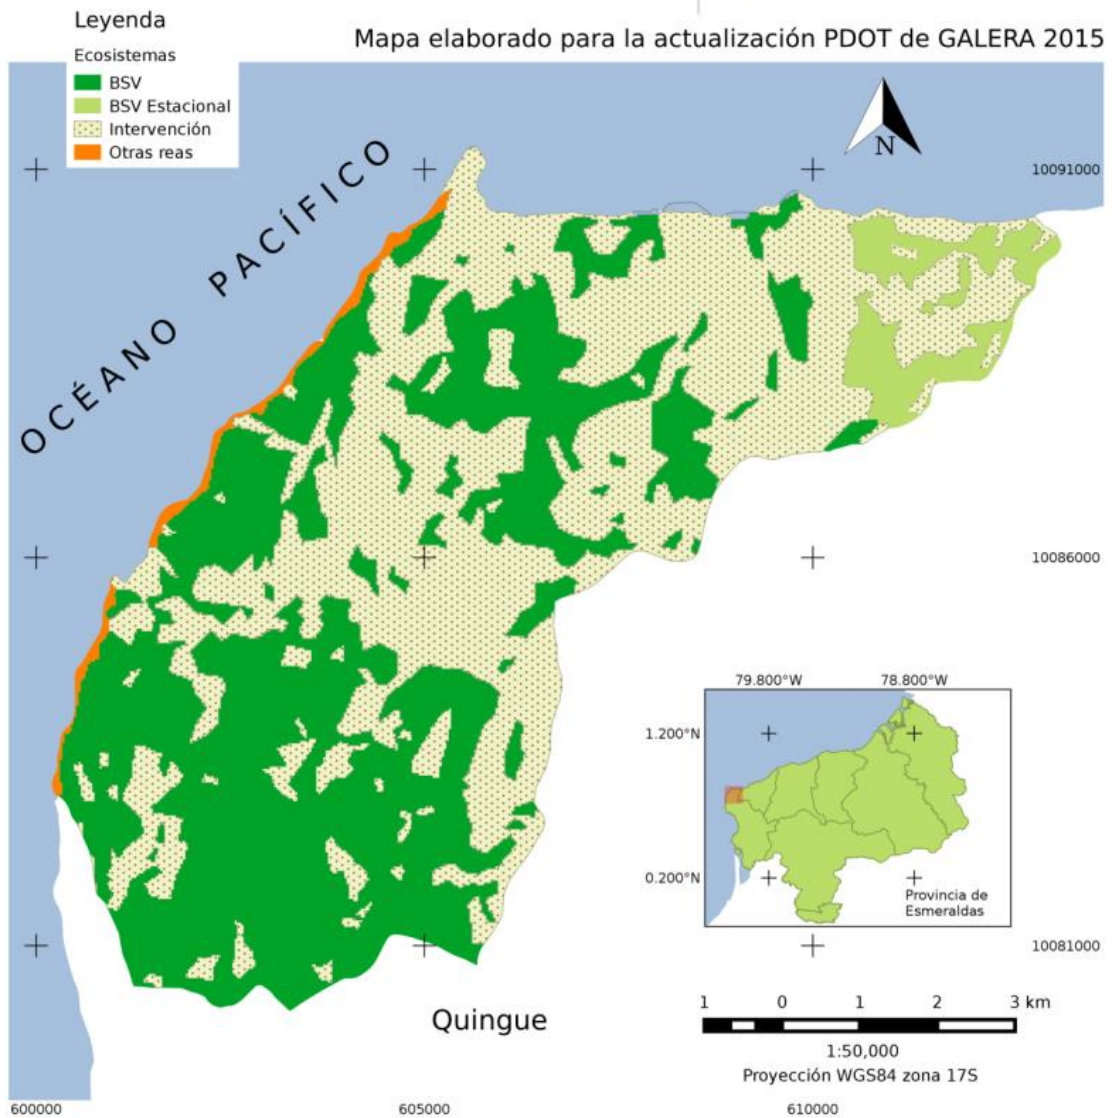 Leyenda
Mapa elaborado para la actualización PDOT de GALERA 2015
Ecosistemas
BSV
BSV Estacional
Intervención
Otras reas
N
OCÉANO PACÍFICO
10091000
10086000
79.800°W 78.800°W
1.200°N
0.200°N
Provincia de
Esmeraldas
10081000
Quingue
1 0 1 2 3 km
1:50,000
Proyección WGS84 zona 17S
600000 605000 610000